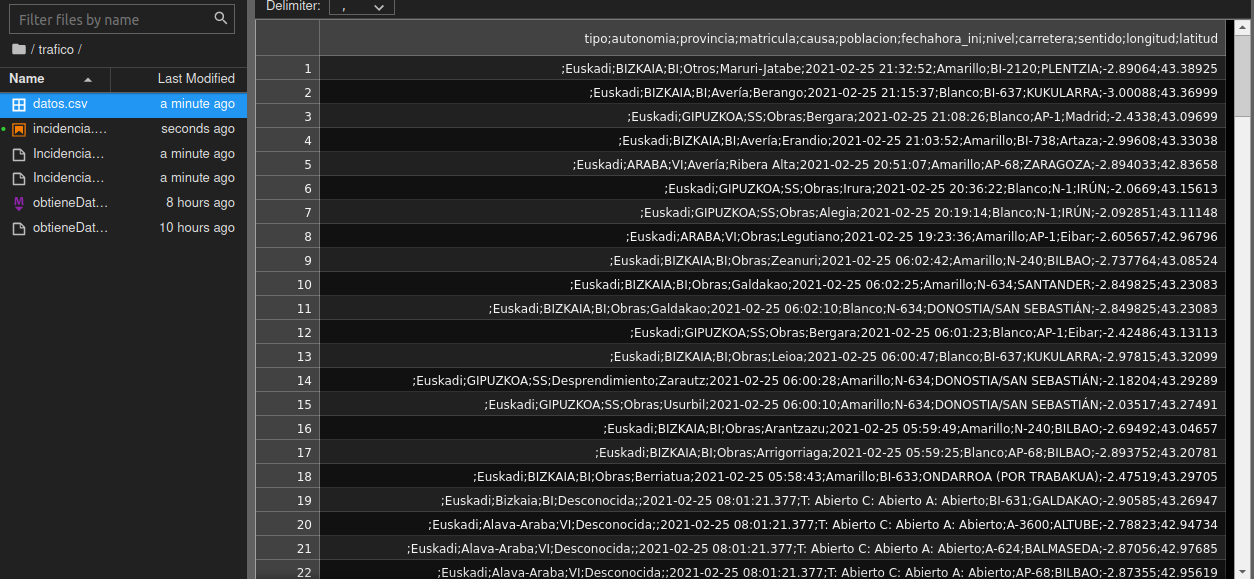 Filter files by name
/ trafico /
Name Last Modified
datos.csv a minute ago
incidencia.... seconds ago
Incidencia... a minute ago
Incidencia... a minute ago
obtieneDat... 8 hours ago
obtieneDat... 10 hours ago
Delimiter: ,
tipo;autonomia;provincia;matricula;causa;poblacion;fechahora_ini;nivel;carretera;sentido;longitud;latitud
1 ;Euskadi;BIZKAIA;BI;Otros;Maruri-Jatabe;2021-02-25 21:32:52;Amarillo;BI-2120;PLENTZIA;-2.89064;43.38925
2 ;Euskadi;BIZKAIA;BI;Avería;Berango;2021-02-25 21:15:37;Blanco;BI-637;KUKULARRA;-3.00088;43.36999
3 ;Euskadi;GIPUZKOA;SS;Obras;Bergara;2021-02-25 21:08:26;Blanco;AP-1;Madrid;-2.4338;43.09699
4 ;Euskadi;BIZKAIA;BI;Avería;Erandio;2021-02-25 21:03:52;Amarillo;BI-738;Artaza;-2.99608;43.33038
5 ;Euskadi;ARABA;VI;Avería;Ribera Alta;2021-02-25 20:51:07;Amarillo;AP-68;ZARAGOZA;-2.894033;42.83658
6 ;Euskadi;GIPUZKOA;SS;Obras;Irura;2021-02-25 20:36:22;Blanco;N-1;IRÚN;-2.0669;43.15613
7 ;Euskadi;GIPUZKOA;SS;Obras;Alegia;2021-02-25 20:19:14;Blanco;N-1;IRÚN;-2.092851;43.11148
8 ;Euskadi;ARABA;VI;Obras;Legutiano;2021-02-25 19:23:36;Amarillo;AP-1;Eibar;-2.605657;42.96796
9 ;Euskadi;BIZKAIA;BI;Obras;Zeanuri;2021-02-25 06:02:42;Amarillo;N-240;BILBAO;-2.737764;43.08524
10 ;Euskadi;BIZKAIA;BI;Obras;Galdakao;2021-02-25 06:02:25;Amarillo;N-634;SANTANDER;-2.849825;43.23083
11 ;Euskadi;BIZKAIA;BI;Obras;Galdakao;2021-02-25 06:02:10;Blanco;N-634;DONOSTIA/SAN SEBASTIÁN;-2.849825;43.23083
12 ;Euskadi;GIPUZKOA;SS;Obras;Bergara;2021-02-25 06:01:23;Blanco;AP-1;Eibar;-2.42486;43.13113
13 ;Euskadi;BIZKAIA;BI;Obras;Leioa;2021-02-25 06:00:47;Blanco;BI-637;KUKULARRA;-2.97815;43.32099
14 ;Euskadi;GIPUZKOA;SS;Desprendimiento;Zarautz;2021-02-25 06:00:28;Amarillo;N-634;DONOSTIA/SAN SEBASTIÁN;-2.18204;43.29289
15 ;Euskadi;GIPUZKOA;SS;Obras;Usurbil;2021-02-25 06:00:10;Amarillo;N-634;DONOSTIA/SAN SEBASTIÁN;-2.03517;43.27491
16 ;Euskadi;BIZKAIA;BI;Obras;Arantzazu;2021-02-25 05:59:49;Amarillo;N-240;BILBAO;-2.69492;43.04657
17 ;Euskadi;BIZKAIA;BI;Obras;Arrigorriaga;2021-02-25 05:59:25;Blanco;AP-68;BILBAO;-2.893752;43.20781
18 ;Euskadi;BIZKAIA;BI;Obras;Berriatua;2021-02-25 05:58:43;Amarillo;BI-633;ONDARROA (POR TRABAKUA);-2.47519;43.29705
19 ;Euskadi;Bizkaia;BI;Desconocida;;2021-02-25 08:01:21.377;T: Abierto C: Abierto A: Abierto;BI-631;GALDAKAO;-2.90585;43.26947
20 ;Euskadi;Alava-Araba;VI;Desconocida;;2021-02-25 08:01:21.377;T: Abierto C: Abierto A: Abierto;A-3600;ALTUBE;-2.78823;42.94734
21 ;Euskadi;Alava-Araba;VI;Desconocida;;2021-02-25 08:01:21.377;T: Abierto C: Abierto A: Abierto;A-624;BALMASEDA;-2.87056;42.97685
22 ;Euskadi;Alava-Araba;VI;Desconocida;;2021-02-25 08:01:21.377;T: Abierto C: Abierto A: Abierto;AP-68;BILBAO;-2.87355;42.95619